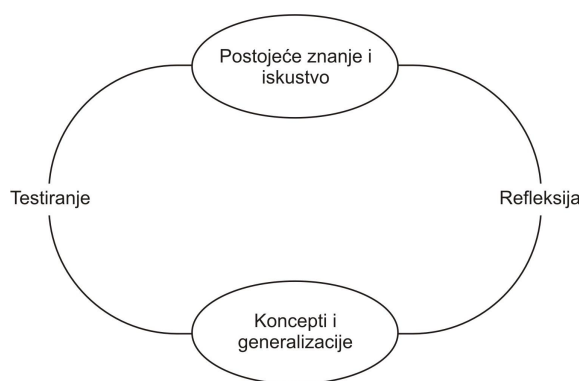 Postojeće znanje i
iskustvo
Testiranje
Refleksija
Koncepti i
generalizacije